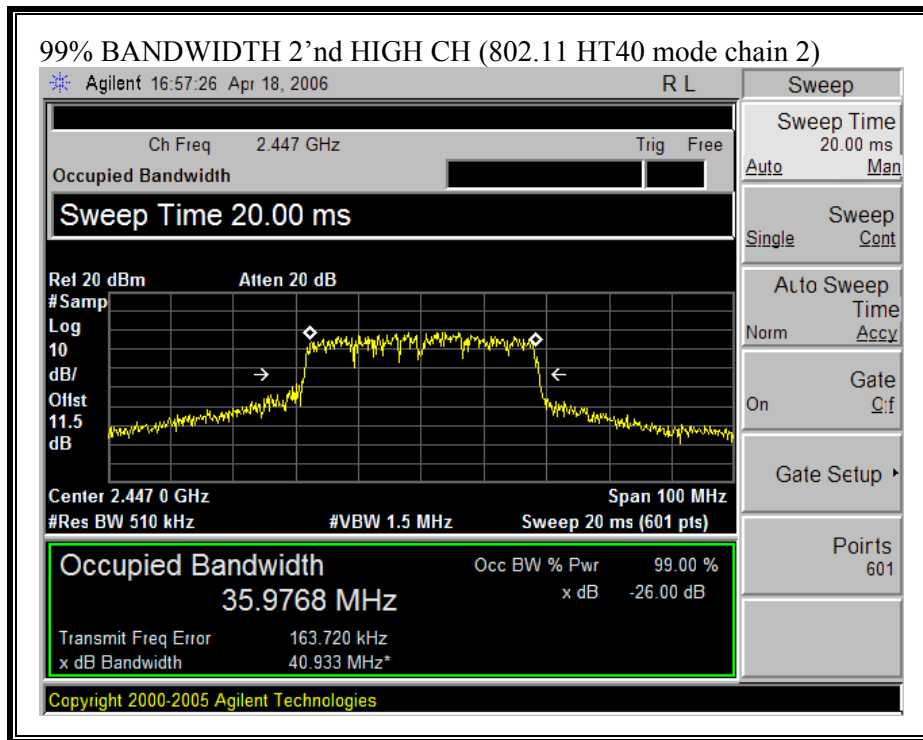 99% BANDWIDTH 2'nd HIGH CH (802.11 HT40 mode chain 2)
Agilent 16:57:26 Apr 18, 2006 R L
Ch Freq 2.447 GHz Trig Free
Occupied Bandwidth
Sweep Time 20.00 ms
Ref 20 dBm Atten 20 dB
#Samp
Log
10
dB/
Offst
11.5
dB
Center 2.447 0 GHz Span 100 MHz
#Res BW 510 kHz #VBW 1.5 MHz Sweep 20 ms (601 pts)
Occupied Bandwidth Occ BW % Pwr 99.00 %
35.9768 MHz x dB -26.00 dB
Transmit Freq Error 163.720 kHz
x dB Bandwidth 40.933 MHz*
Copyright 2000-2005 Agilent Technologies
Sweep
Sweep Time
20.00 ms
Auto Man
Sweep
Single Cont
Auto Sweep
Time
Norm Accy
Gate
On Off
Gate Setup
Points
601